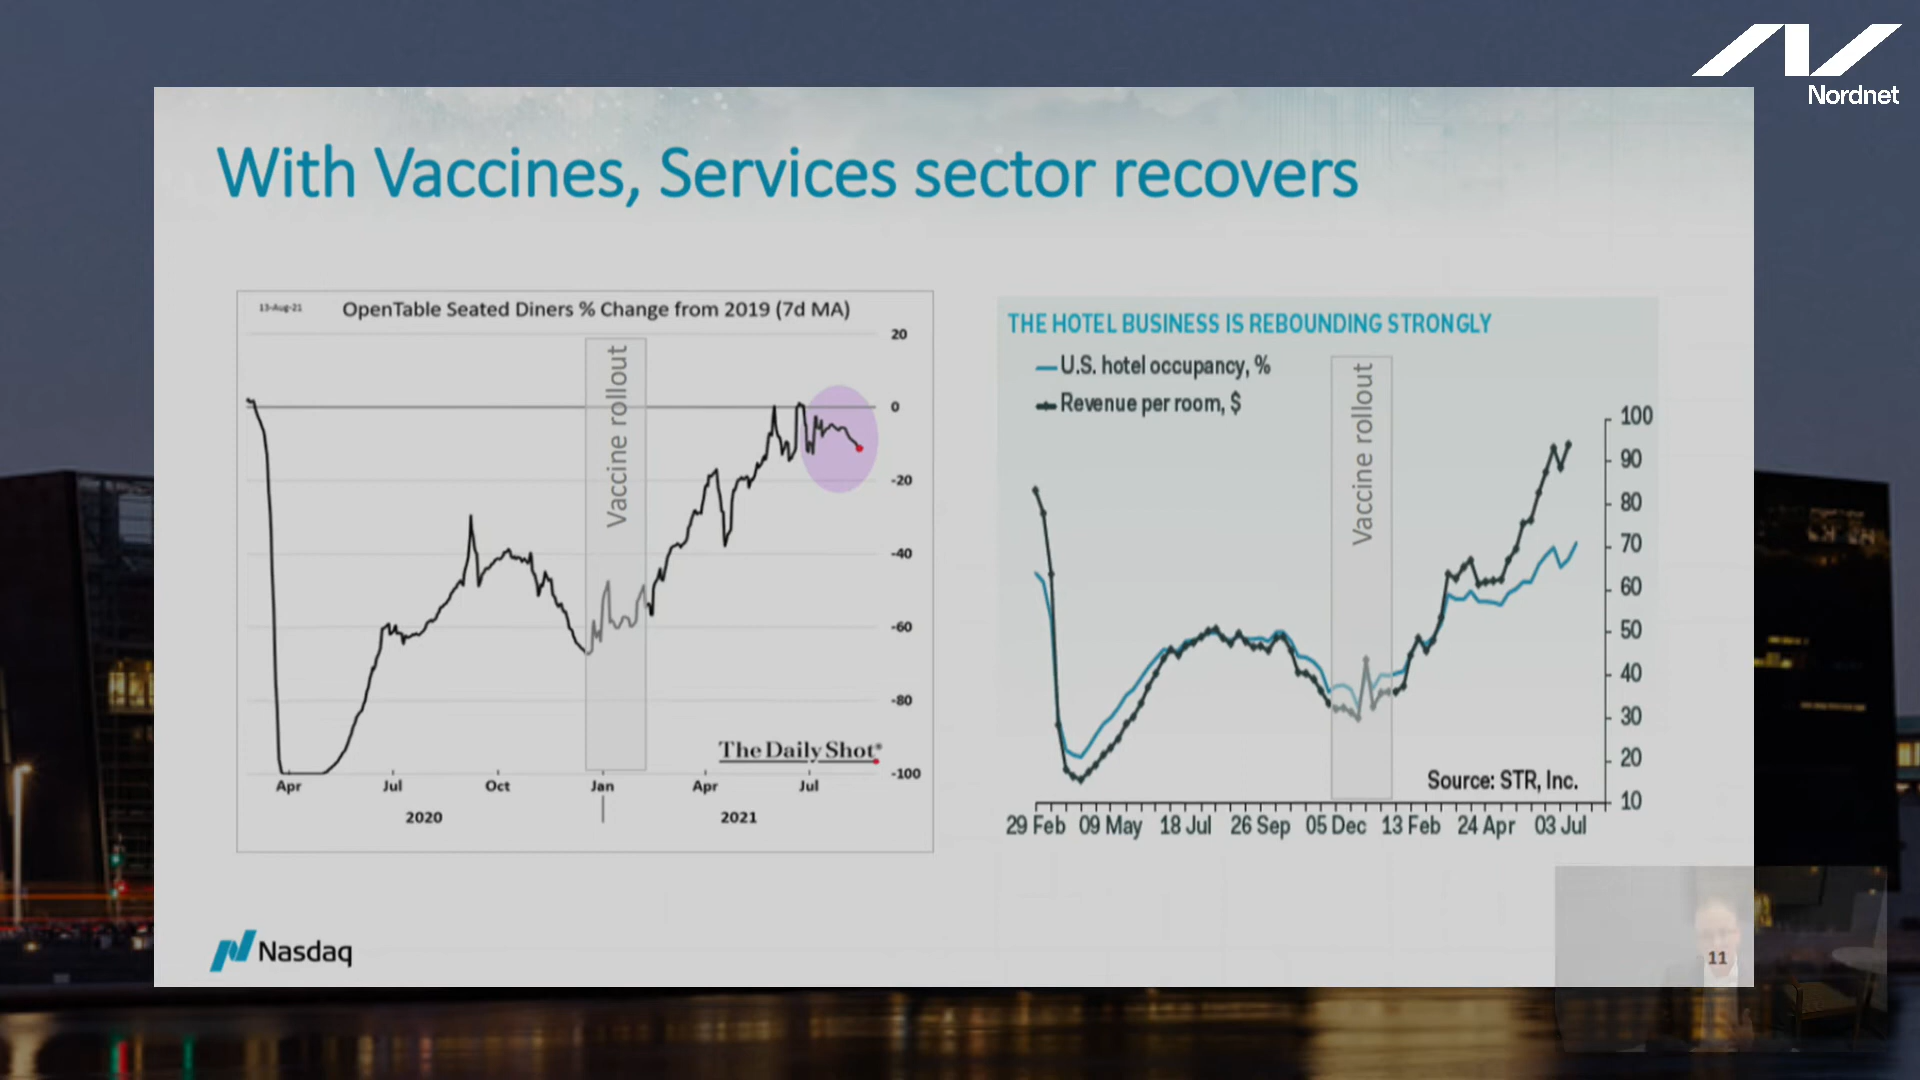 Nordnet
With Vaccines, Services sector recovers
13-Aug-21
OpenTable Seated Diners % Change from 2019 (7d MA)
Vaccine rollout
20
0
-20
-40
-60
-80
-100
The Daily Shot
Apr Jul Oct Jan Apr Jul
2020 2021
THE HOTEL BUSINESS IS REBOUNDING STRONGLY
U.S. hotel occupancy, %
Revenue per room, $
Vaccine rollout
100
90
80
70
60
50
40
30
20
10
Source: STR, Inc.
29 Feb 09 May 18 Jul 26 Sep 05 Dec 13 Feb 24 Apr 03 Jul
Nasdaq
11